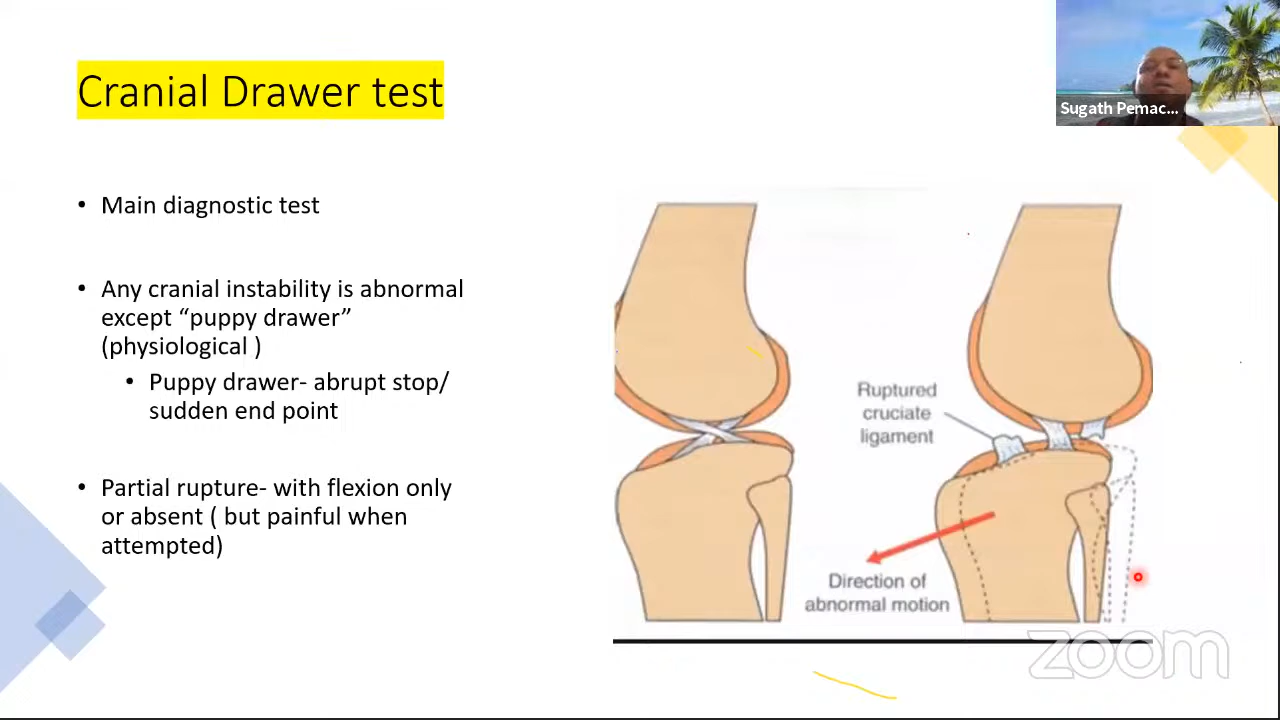 Cranial Drawer test
Sugath Pemac...
• Main diagnostic test
• Any cranial instability is abnormal
except “puppy drawer”
(physiological )
• Puppy drawer- abrupt stop/
sudden end point
• Partial rupture- with flexion only
or absent ( but painful when
attempted)
Ruptured
cruciate
ligament
Direction of
abnormal motion
zoom